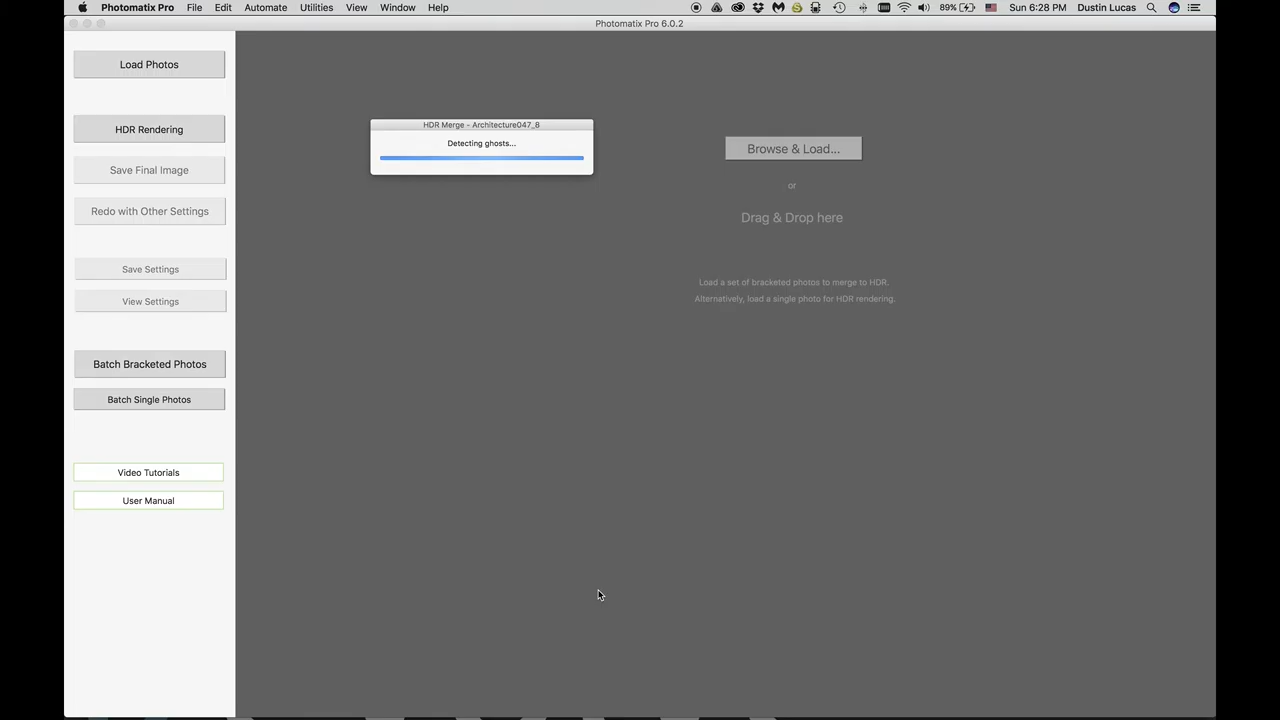 Photomatix Pro File Edit Automate Utilities View Window Help 89% Sun 6:28 PM Dustin Lucas
Photomatix Pro 6.0.2
Load Photos
HDR Rendering
Save Final Image
Redo with Other Settings
Save Settings
View Settings
Batch Bracketed Photos
Batch Single Photos
Video Tutorials
User Manual
HDR Merge - Architecture047_8
Detecting ghosts...
Browse & Load...
or
Drag & Drop here
Load a set of bracketed photos to merge to HDR.
Alternatively, load a single photo for HDR rendering.